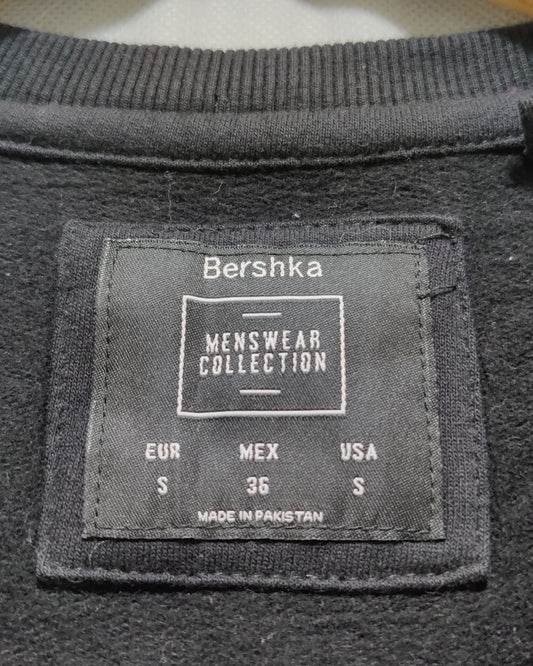 Bershka
MENSWEAR
COLLECTION
EUR MEX USA
S 36 S
MADE IN PAKISTAN